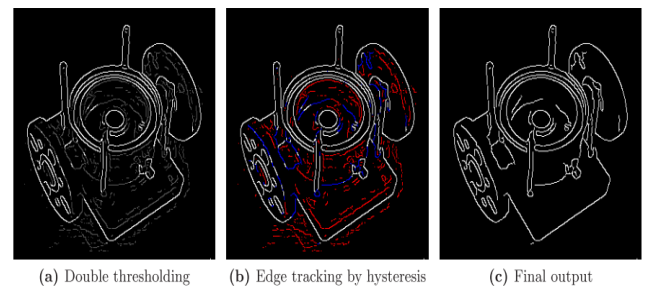 (a) Double thresholding
(b) Edge tracking by hysteresis
(c) Final output